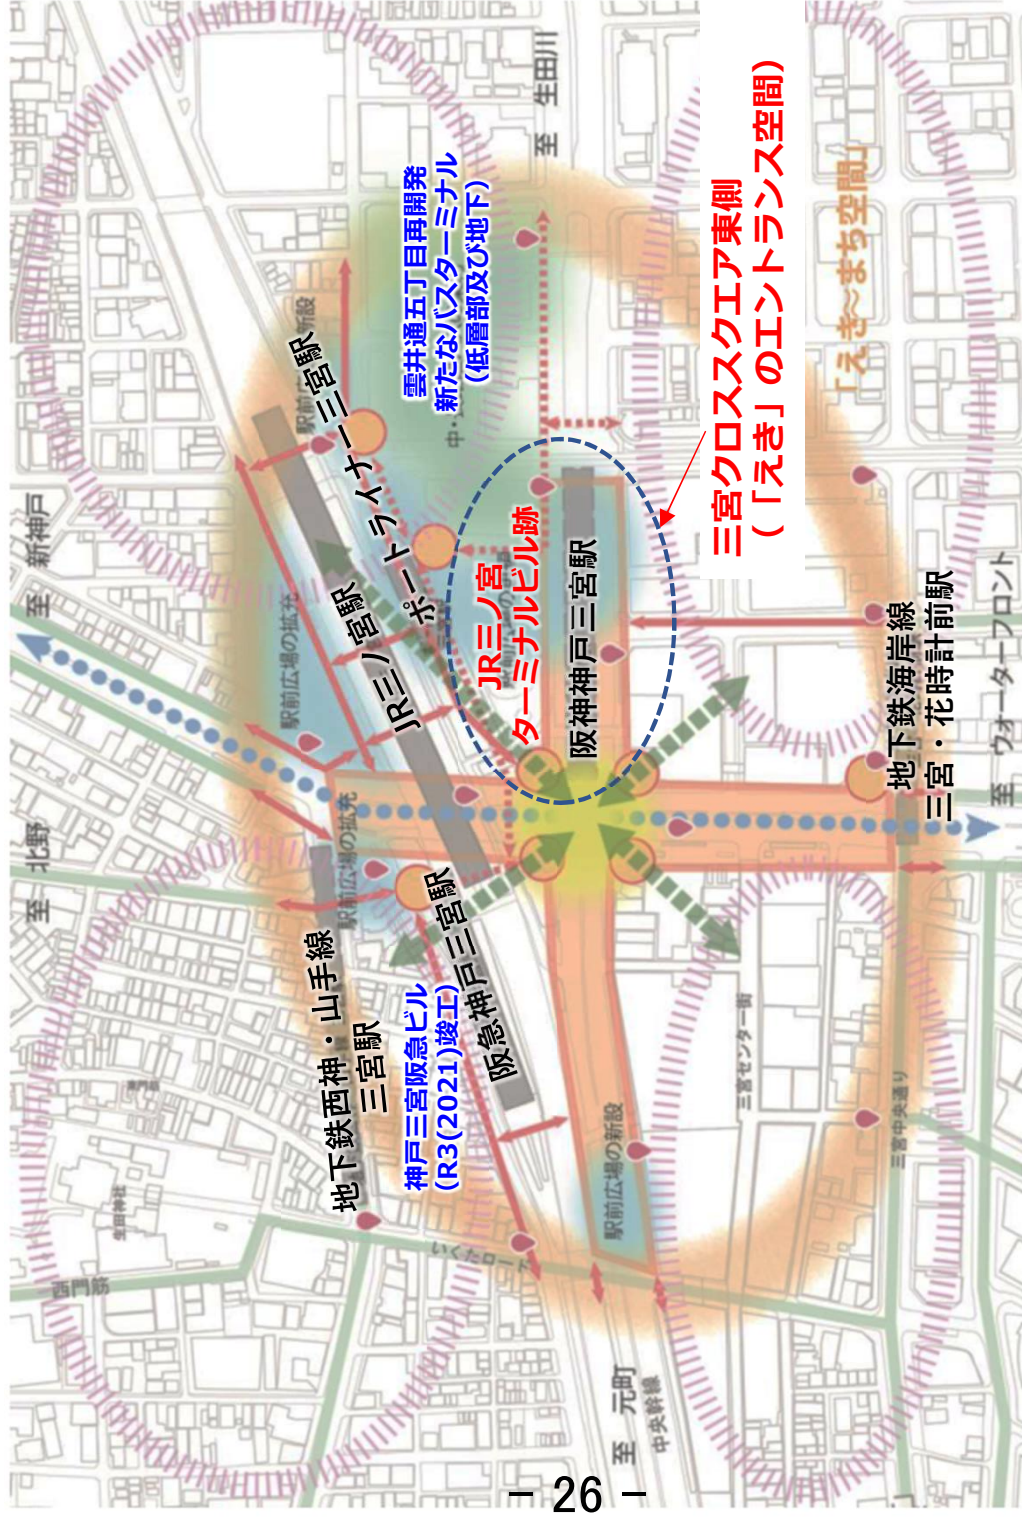 至 新神戸
至 北野
至 生田川
雲井通五丁目再開発
新たなバスターミナル
(低層部及び地下)
ポートライナー三宮駅
JR三ノ宮駅
駅前広場の拡充
駅前広場の拡充
地下鉄西神・山手線
三宮駅
神戸三宮阪急ビル
(R3(2021)竣工)
阪急神戸三宮駅
JR三ノ宮
ターミナルビル跡
阪神神戸三宮駅
三宮クロススクエア東側
(「えき」のエントランス空間)
「えき~まち空間」
地下鉄海岸線
三宮・花時計前駅
至 ウォーターフロント
三宮センター街
三宮中央通り
駅前広場の新設
生田神社
西門筋
いくたロード
至 元町
中央幹線
- 26 -